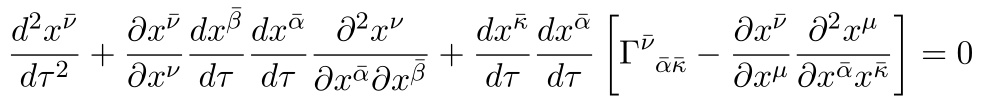 \frac{d^2 x^{\bar{\nu}}}{d\tau^2} + \frac{\partial x^{\bar{\nu}}}{\partial x^{\nu}} \frac{dx^{\bar{\beta}}}{d\tau} \frac{dx^{\bar{\alpha}}}{d\tau} \frac{\partial^2 x^{\nu}}{\partial x^{\bar{\alpha}} \partial x^{\bar{\beta}}} + \frac{dx^{\bar{\kappa}}}{d\tau} \frac{dx^{\bar{\alpha}}}{d\tau} \left[ \Gamma^{\bar{\nu}}{}_{\bar{\alpha}\bar{\kappa}} - \frac{\partial x^{\bar{\nu}}}{\partial x^{\mu}} \frac{\partial^2 x^{\mu}}{\partial x^{\bar{\alpha}} x^{\bar{\kappa}}} \right] = 0